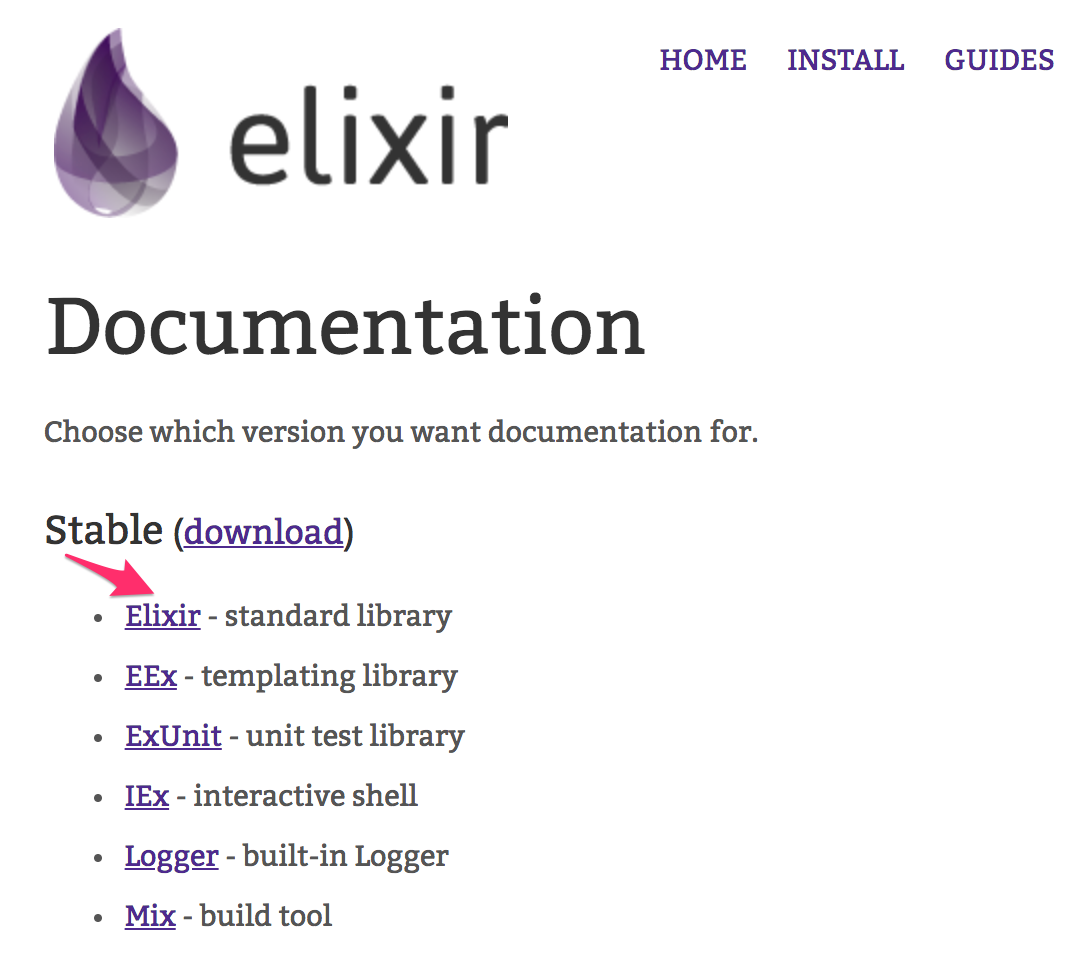 HOME INSTALL GUIDES
elixir
Documentation
Choose which version you want documentation for.
Stable (download)
• Elixir - standard library
• EEx - templating library
• ExUnit - unit test library
• IEx - interactive shell
• Logger - built-in Logger
• Mix - build tool